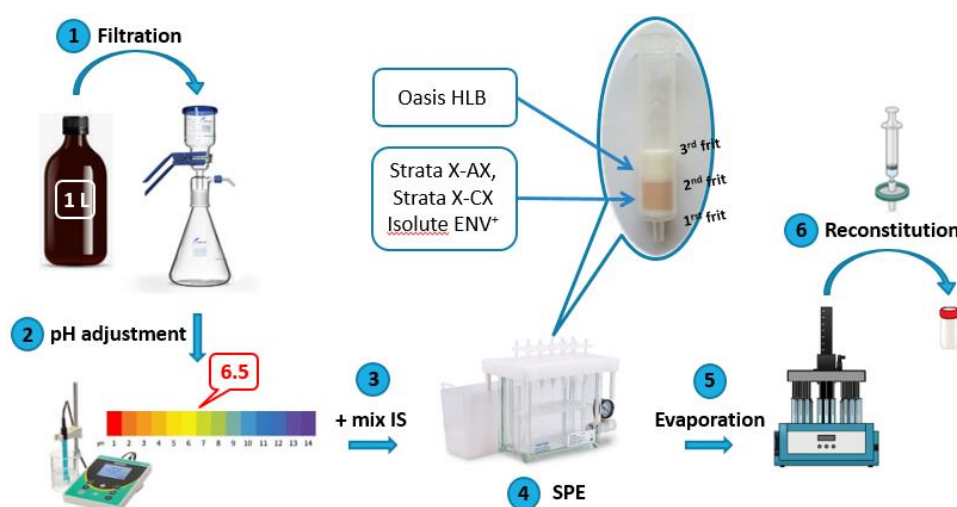 1 Filtration
1 L
Oasis HLB
Strata X-AX,
Strata X-CX
Isolute ENV+
3rd frit
2nd frit
1st frit
6 Reconstitution
2 pH adjustment
6.5
pH 1 2 3 4 5 6 7 8 9 10 11 12 13 14
3
+ mix IS
4 SPE
5
Evaporation